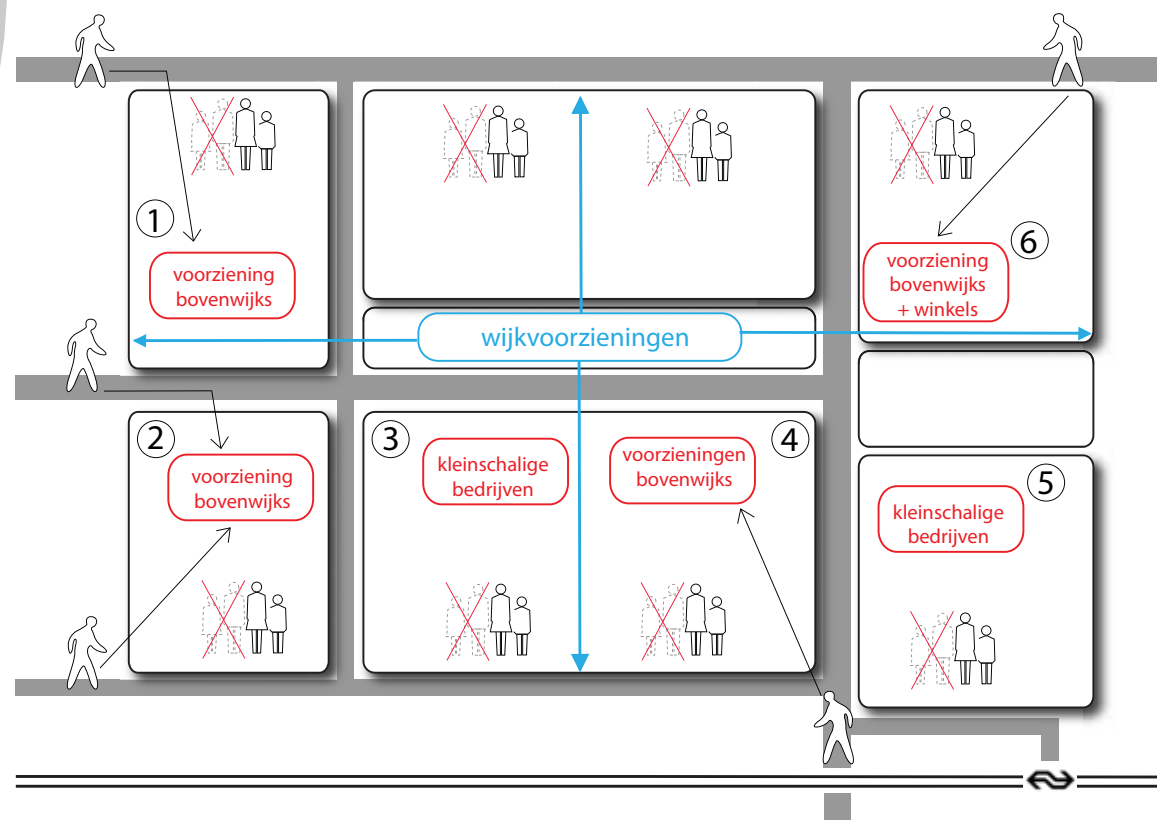 1
voorziening
bovenwijks
6
voorziening
bovenwijks
+ winkels
wijkvoorzieningen
2
voorziening
bovenwijks
3
kleinschalige
bedrijven
4
voorzieningen
bovenwijks
5
kleinschalige
bedrijven